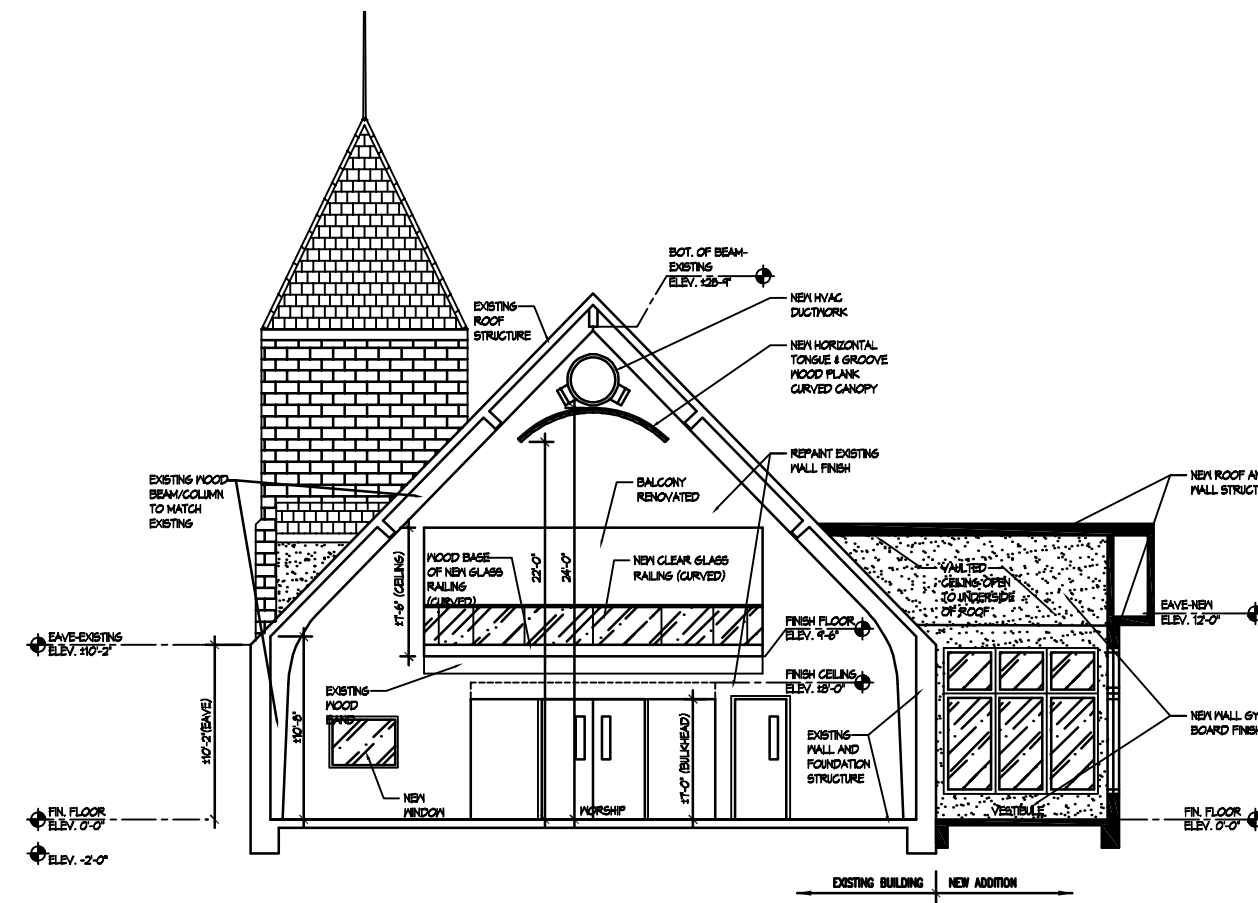 BOT. OF BEAM-
EXISTING
ELEV. ±28'-9"
NEW HVAC
DUCTWORK
EXISTING
ROOF
STRUCTURE
NEW HORIZONTAL
TONGUE & GROOVE
WOOD PLANK
CURVED CANOPY
REPAINT EXISTING
WALL FINISH
EXISTING WOOD
BEAM/COLUMN
TO MATCH
EXISTING
BALCONY
RENOVATED
NEW ROOF AN
WALL STRUCT
±7'-6" (CEILING)
WOOD BASE
OF NEW GLASS
RAILING
(CURVED)
22'-0"
24'-0"
NEW CLEAR GLASS
RAILING (CURVED)
VAULTED
CEILING OPEN
TO UNDERSIDE
OF ROOF
EAVE-NEW
ELEV. 12'-0"
FINISH FLOOR
ELEV. 9'-6"
EAVE-EXISTING
ELEV. ±10'-2"
FINISH CEILING
ELEV. ±8'-0"
EXISTING
WOOD
BAND
±10'-2"(EAVE)
±10'-8"
±7'-0" (BULKHEAD)
EXISTING
WALL AND
FOUNDATION
STRUCTURE
NEW WALL GY
BOARD FINISH
NEW
WINDOW
WORSHIP
VESTIBULE
FIN. FLOOR
ELEV. 0'-0"
FIN. FLOOR
ELEV. 0'-0"
ELEV. -2'-0"
EXISTING BUILDING
NEW ADDITION